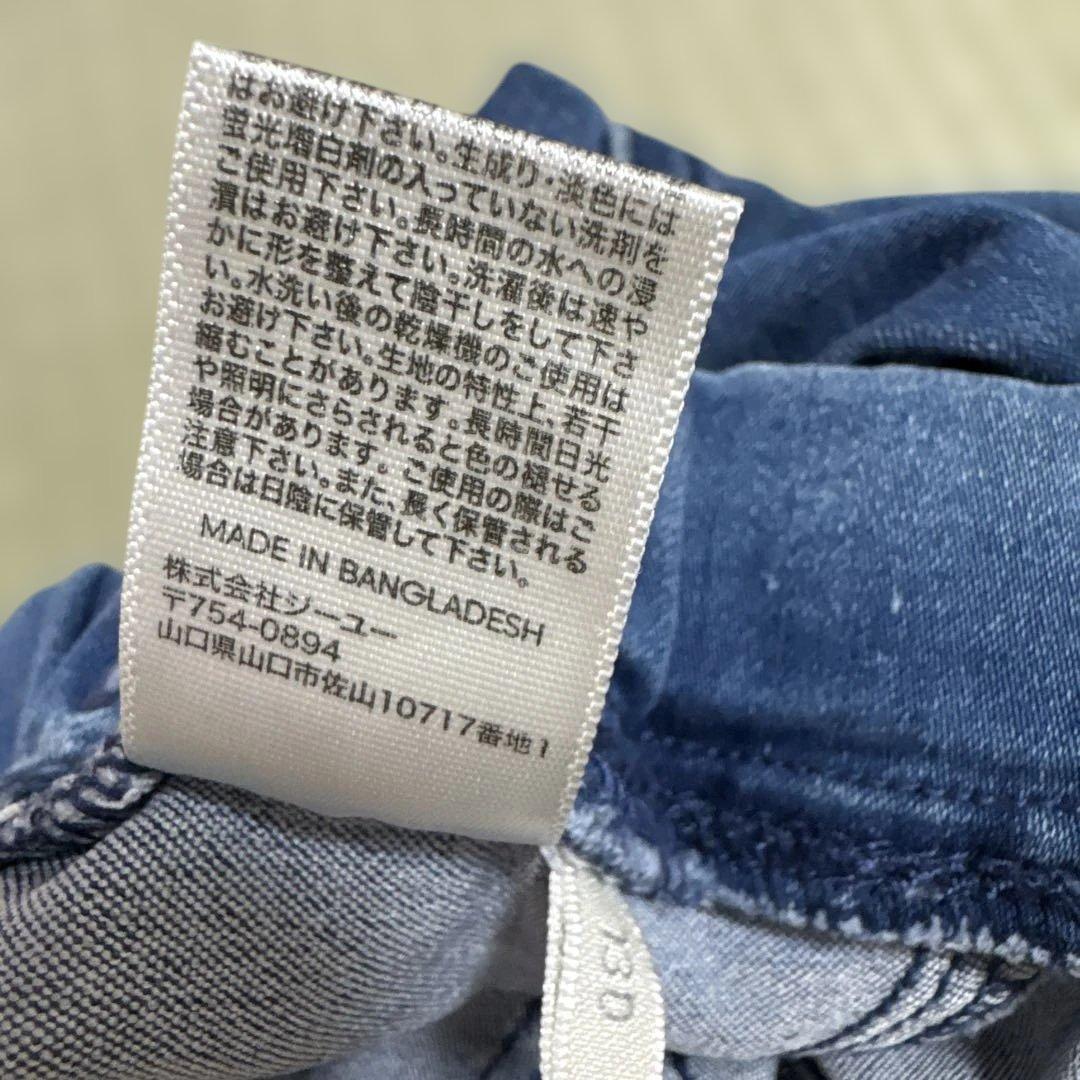 はお避け下さい。生成り・淡色には
蛍光増白剤の入っていない洗剤を
ご使用下さい。長時間の水への浸
漬はお避け下さい。洗濯後は速や
かに形を整えて陰干しをして下さ
い。水洗い後の乾燥機のご使用は
お避け下さい。生地の特性上、若干
縮むことがあります。長時間日光
や照明にさらされると色の褪せる
場合があります。ご使用の際はご
注意下さい。また、長く保管される
場合は日陰に保管して下さい。
MADE IN BANGLADESH
株式会社ジーユー
〒754-0894
山口県山口市佐山10717番地1
130